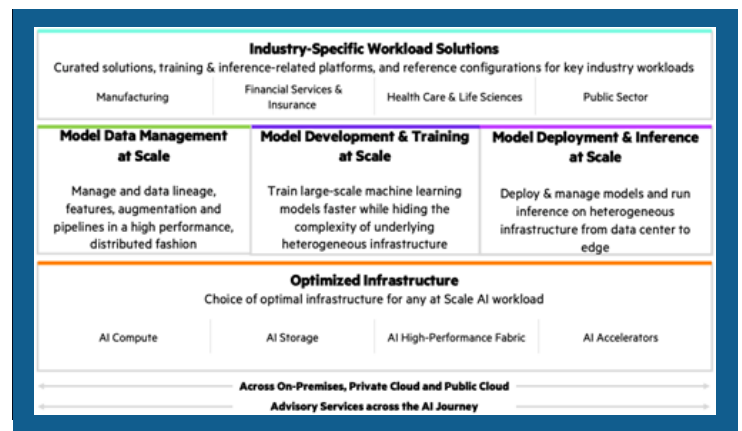 Industry-Specific Workload Solutions
Curated solutions, training & inference-related platforms, and reference configurations for key industry workloads
Manufacturing
Financial Services &
Insurance
Health Care & Life Sciences
Public Sector
Model Data Management
at Scale
Manage and data lineage,
features, augmentation and
pipelines in a high performance,
distributed fashion
Model Development & Training
at Scale
Train large-scale machine learning
models faster while hiding the
complexity of underlying
heterogeneous infrastructure
Model Deployment & Inference
at Scale
Deploy & manage models and run
inference on heterogeneous
infrastructure from data center to
edge
Optimized Infrastructure
Choice of optimal infrastructure for any at Scale AI workload
AI Compute
AI Storage
AI High-Performance Fabric
AI Accelerators
Across On-Premises, Private Cloud and Public Cloud
Advisory Services across the AI Journey